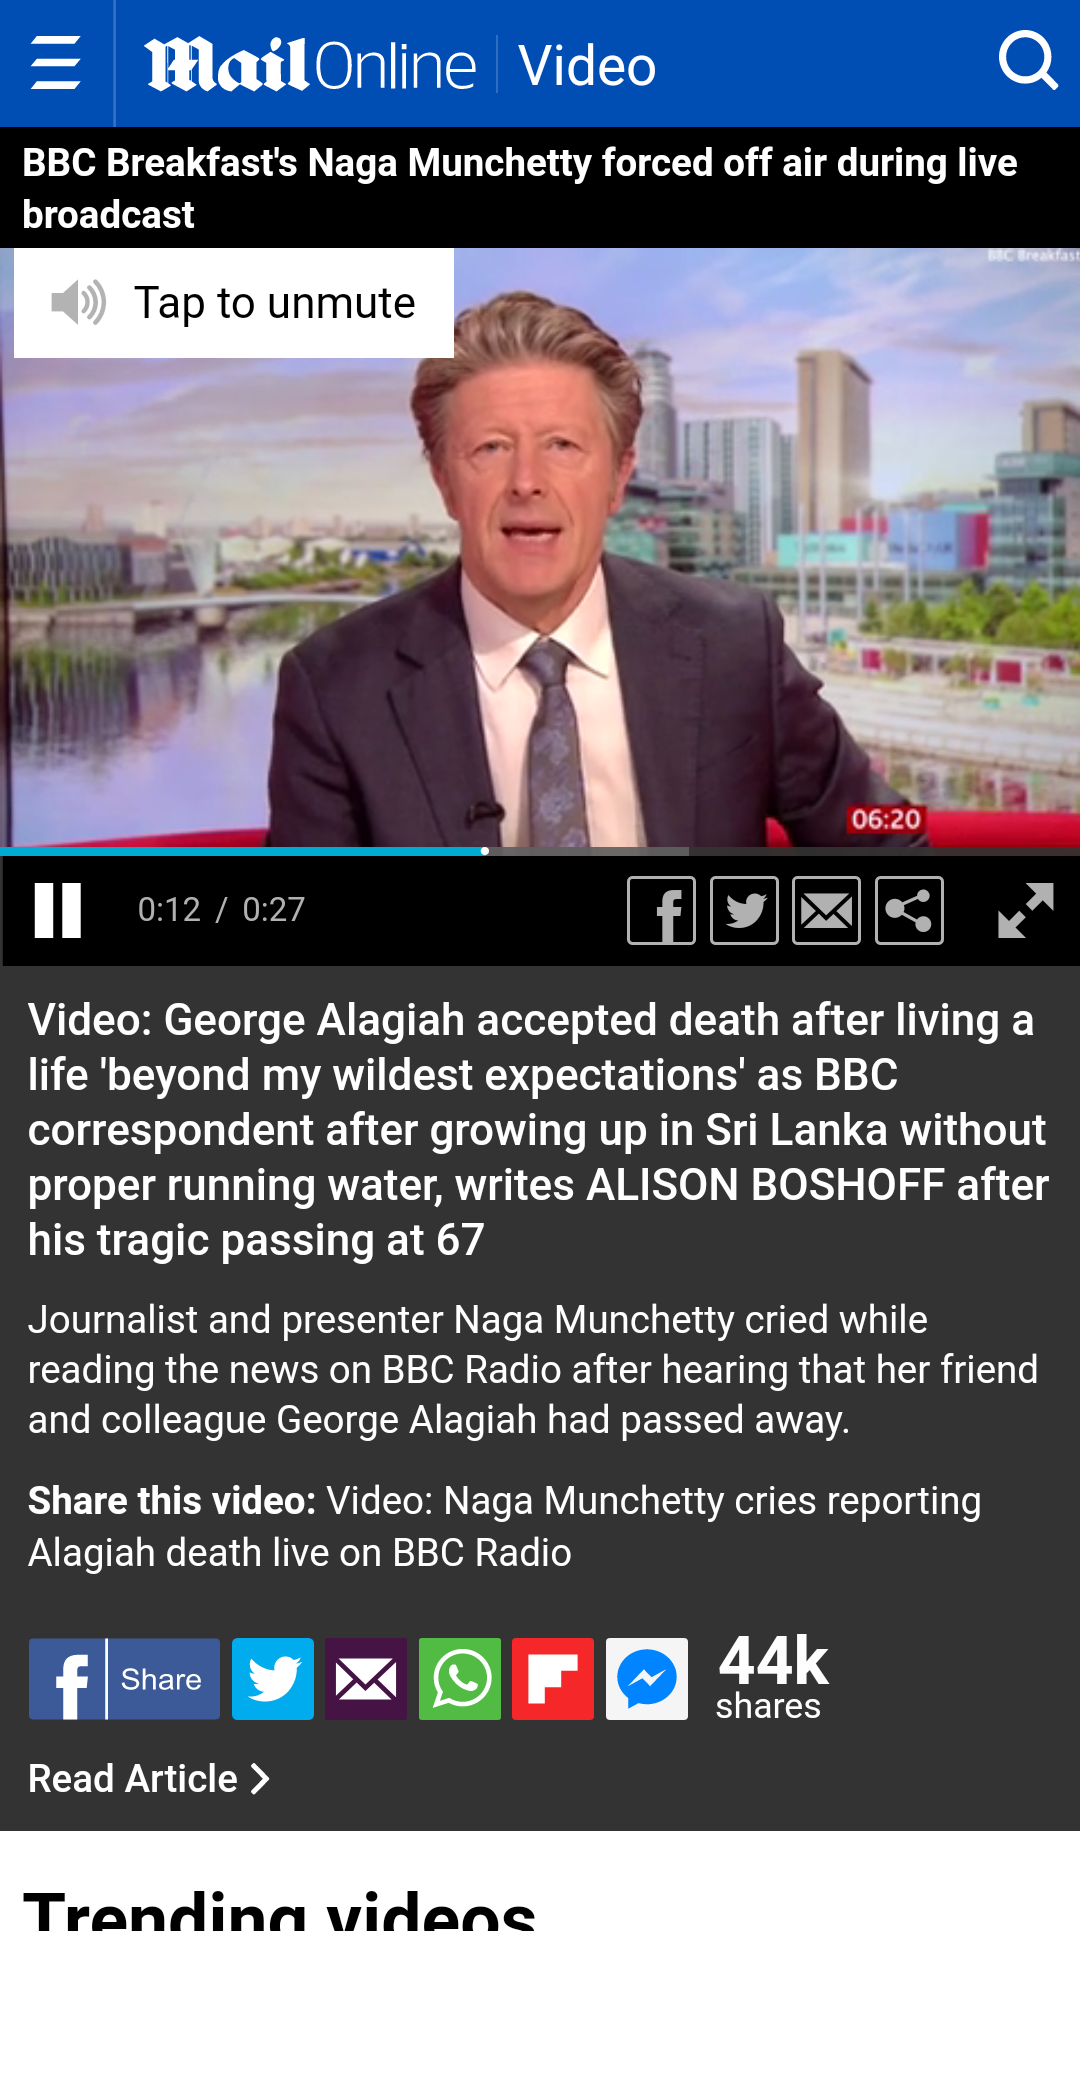 Mail Online Video
BBC Breakfast's Naga Munchetty forced off air during live
broadcast
BBC Breakfast
Tap to unmute
06:20
0:12 / 0:27
Video: George Alagiah accepted death after living a
life 'beyond my wildest expectations' as BBC
correspondent after growing up in Sri Lanka without
proper running water, writes ALISON BOSHOFF after
his tragic passing at 67
Journalist and presenter Naga Munchetty cried while
reading the news on BBC Radio after hearing that her friend
and colleague George Alagiah had passed away.
Share this video: Video: Naga Munchetty cries reporting
Alagiah death live on BBC Radio
Share
44k
shares
Read Article
Trending videos